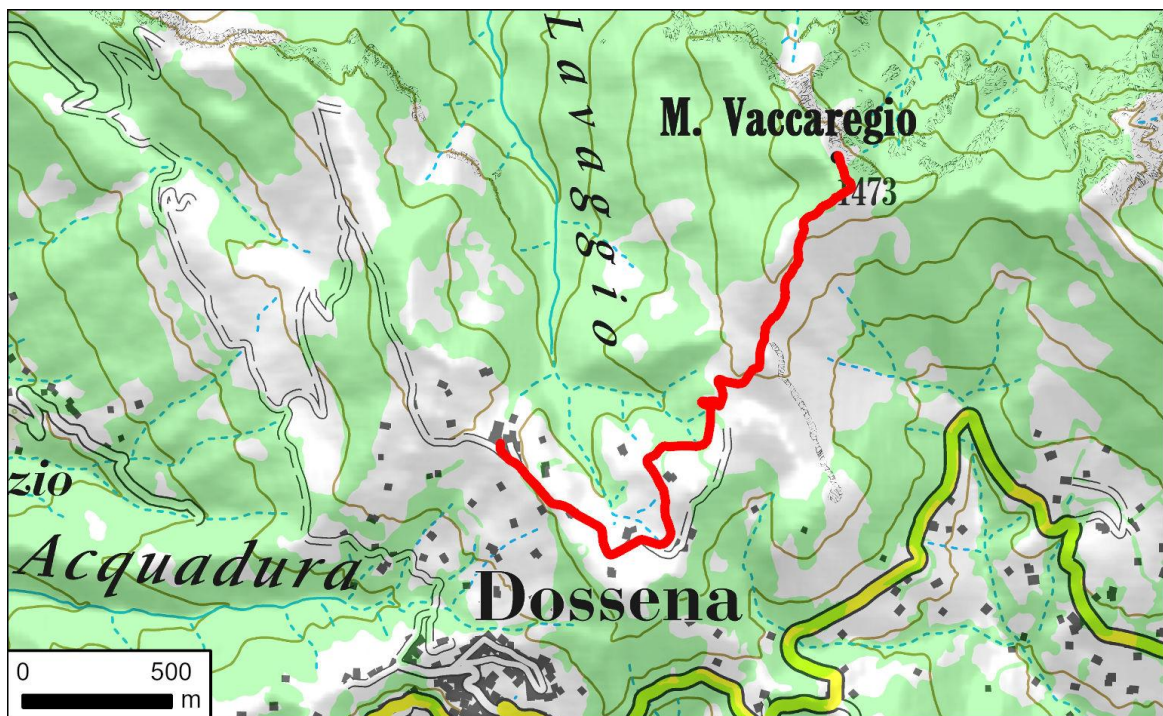 Lavaggio
M. Vaccaregio
1473
zio
Acquadura
Dossena
0 500
m